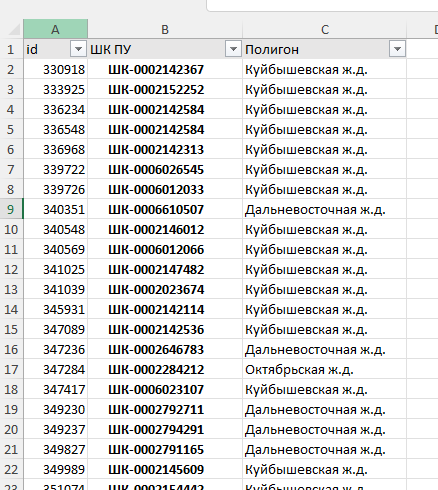 A B C
1 id ШК ПУ Полигон
2 330918 ШК-0002142367 Куйбышевская ж.д.
3 333925 ШК-0002152252 Куйбышевская ж.д.
4 336234 ШК-0002142584 Куйбышевская ж.д.
5 336548 ШК-0002142584 Куйбышевская ж.д.
6 336968 ШК-0002142313 Куйбышевская ж.д.
7 339722 ШК-0006026545 Куйбышевская ж.д.
8 339726 ШК-0006012033 Куйбышевская ж.д.
9 340351 ШК-0006610507 Дальневосточная ж.д.
10 340548 ШК-0002146012 Куйбышевская ж.д.
11 340569 ШК-0006012066 Куйбышевская ж.д.
12 341025 ШК-0002147482 Куйбышевская ж.д.
13 341039 ШК-0002023674 Куйбышевская ж.д.
14 345931 ШК-0002142114 Куйбышевская ж.д.
15 347089 ШК-0002142536 Куйбышевская ж.д.
16 347236 ШК-0002646783 Дальневосточная ж.д.
17 347284 ШК-0002284212 Октябрьская ж.д.
18 347417 ШК-0006023107 Куйбышевская ж.д.
19 349230 ШК-0002792711 Дальневосточная ж.д.
20 349237 ШК-0002794291 Дальневосточная ж.д.
21 349827 ШК-0002791165 Дальневосточная ж.д.
22 349989 ШК-0002145609 Куйбышевская ж.д.
23 351074 ШК-0002154442 Куйбышевская ж.д.